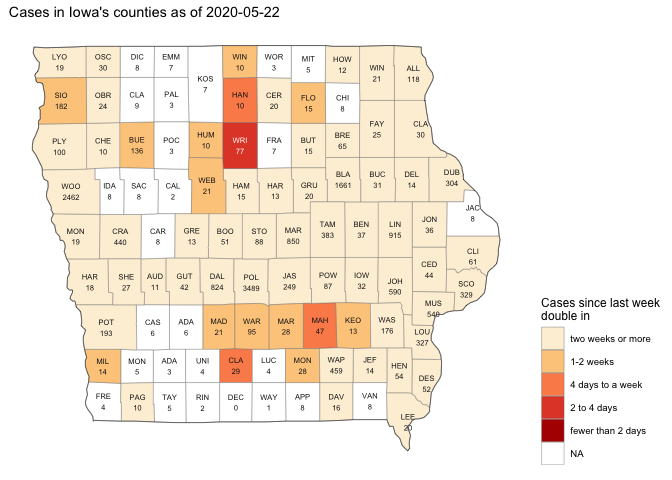 Cases in Iowa's counties as of 2020-05-22
LYO OSC DIC EMM KOS WIN WOR MIT HOW WIN ALL
19 30 8 7 7 10 3 5 12 21 118
SIO OBR CLA PAL HAN CER FLO CHI FAY CLA
182 24 9 3 10 20 15 8 25 30
PLY CHE BUE POC HUM WRI FRA BUT BRE
100 10 136 3 10 77 7 15 65
WOO IDA SAC CAL WEB HAM HAR GRU BLA BUC DEL DUB
2462 8 8 2 21 15 13 20 1661 31 14 304
JAC
8
MON CRA CAR GRE BOO STO MAR TAM BEN LIN JON
19 440 8 13 51 88 850 383 37 915 36
CLI
61
HAR SHE AUD GUT DAL POL JAS POW IOW JOH CED SCO
18 27 11 42 824 3489 249 87 32 590 44 329
MUS
549
POT CAS ADA MAD WAR MAR MAH KEO WAS LOU
193 6 6 21 95 28 47 13 176 327
MIL MON ADA UNI CLA LUC MON WAP JEF HEN DES
14 5 3 4 29 4 28 459 14 54 52
FRE PAG TAY RIN DEC WAY APP DAV VAN LEE
4 10 5 2 0 1 8 16 8 20
Cases since last week
double in
two weeks or more
1-2 weeks
4 days to a week
2 to 4 days
fewer than 2 days
NA